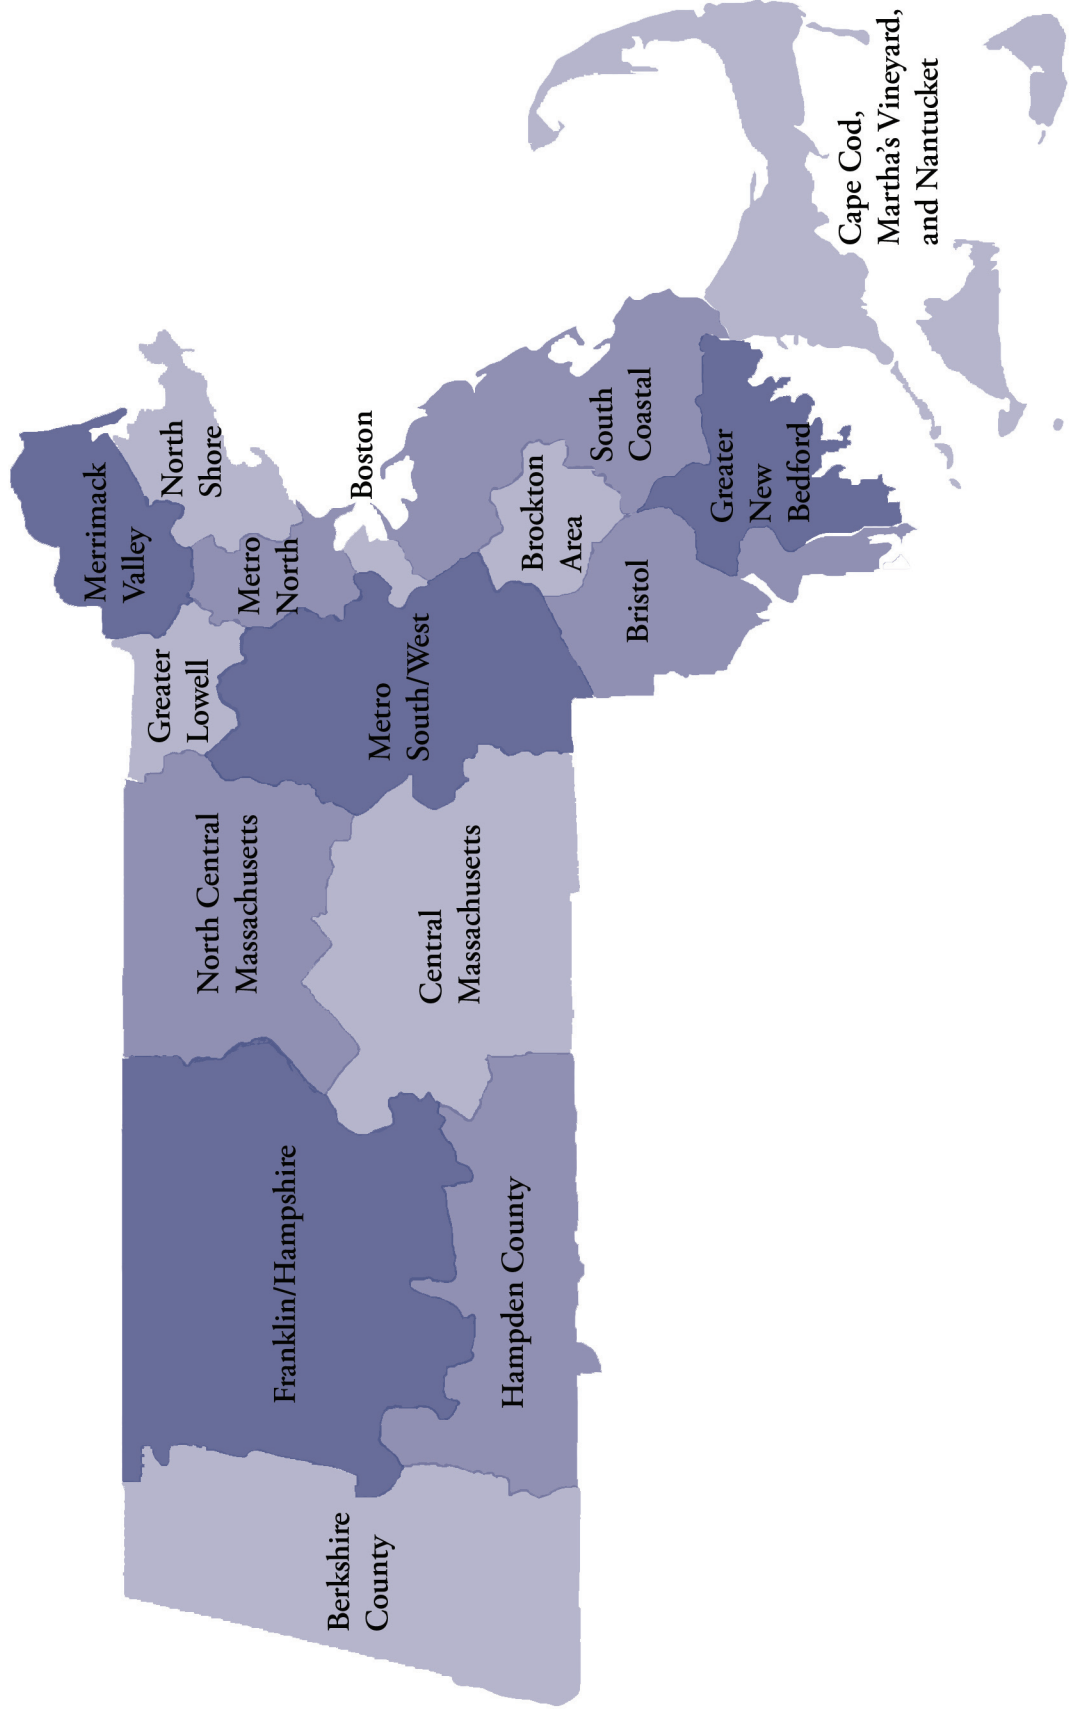 Berkshire
County
Franklin/Hampshire
Hampden County
North Central
Massachusetts
Central
Massachusetts
Greater
Lowell
Metro
South/West
Merrimack
Valley
North
Shore
Metro
North
Boston
Brockton
Area
South
Coastal
Bristol
Greater
New
Bedford
Cape Cod,
Martha’s Vineyard,
and Nantucket